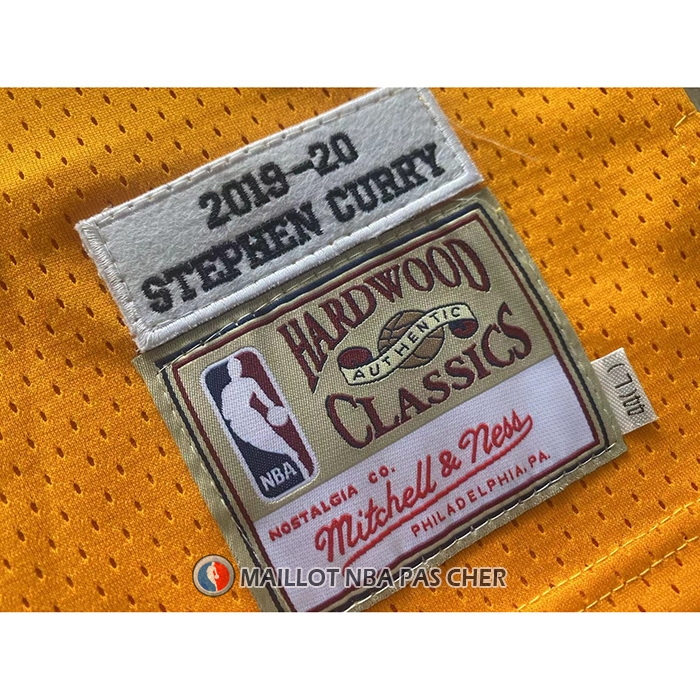 2019-20
STEPHEN CURRY
HARDWOOD
AUTHENTIC
CLASSICS
NBA
NOSTALGIA CO.
Mitchell & Ness
PHILADELPHIA, PA.
MAILLOT NBA PAS CHER